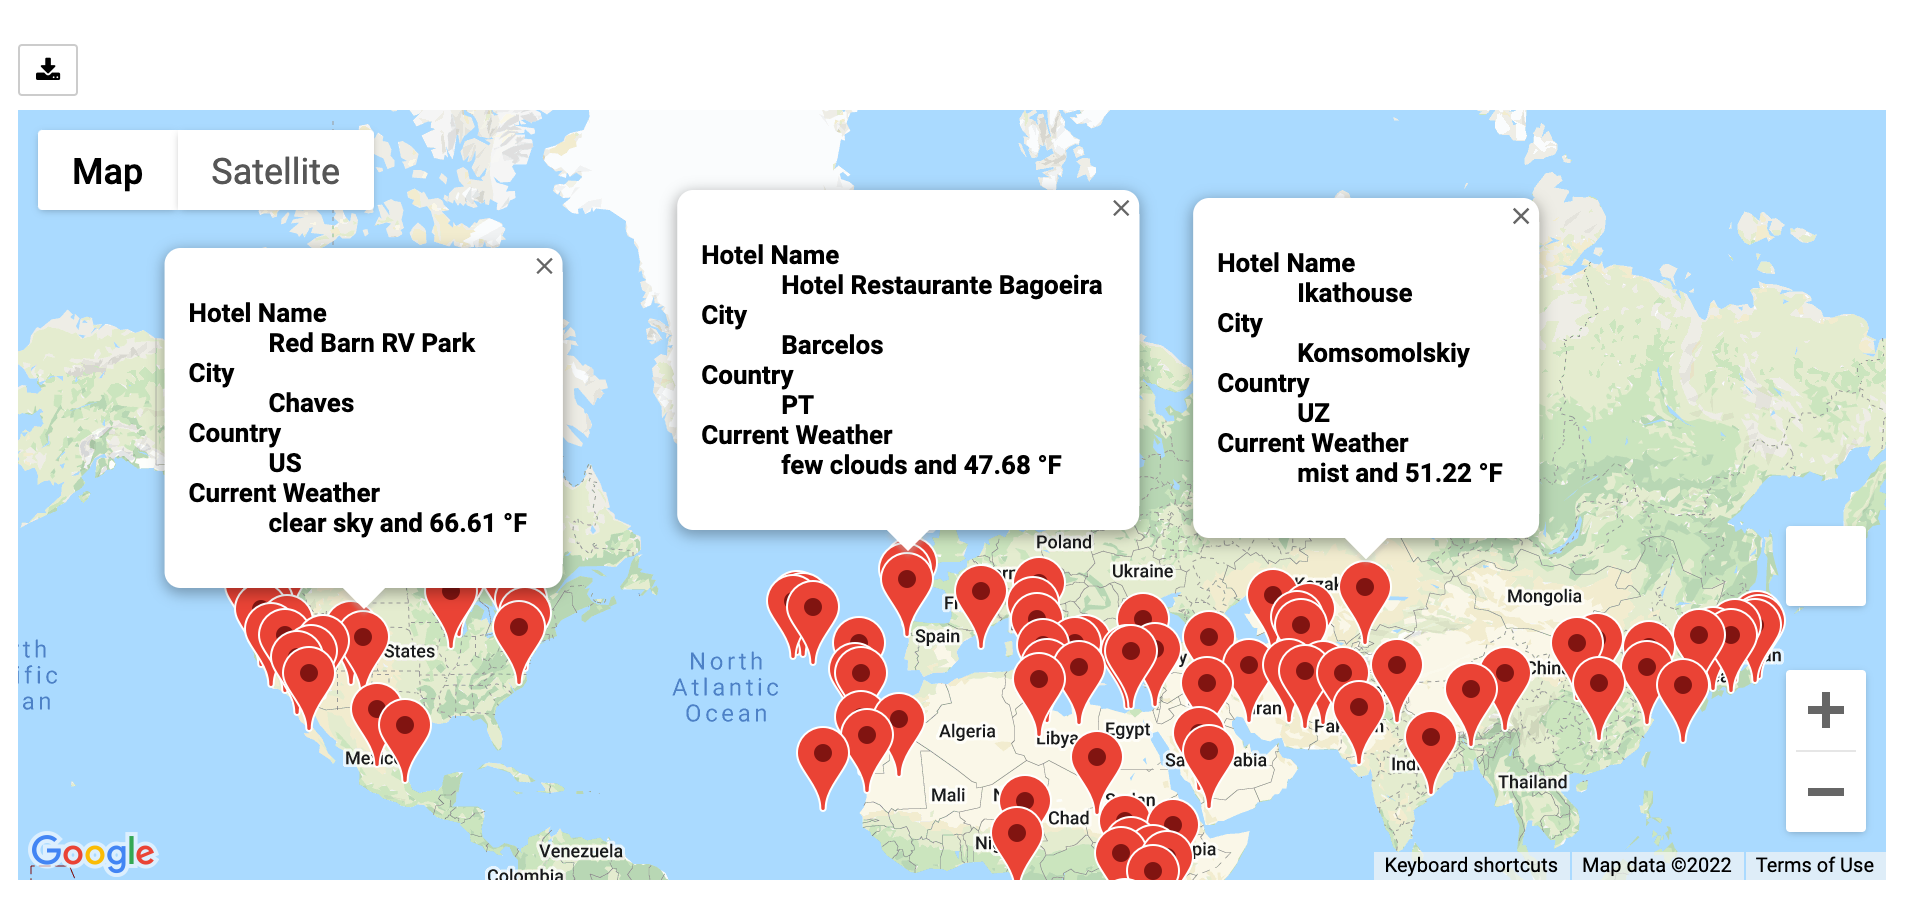 Map
Satellite
Hotel Name
Red Barn RV Park
City
Chaves
Country
US
Current Weather
clear sky and 66.61 °F
Hotel Name
Hotel Restaurante Bagoeira
City
Barcelos
Country
PT
Current Weather
few clouds and 47.68 °F
Hotel Name
Ikathouse
City
Komsomolskiy
Country
UZ
Current Weather
mist and 51.22 °F
Poland
Ukraine
Mongolia
Spain
States
North
Atlantic
Ocean
Algeria
Egypt
Libya
Mali
Chad
Thailand
Venezuela
Colombia
Google
Keyboard shortcuts
Map data ©2022
Terms of Use